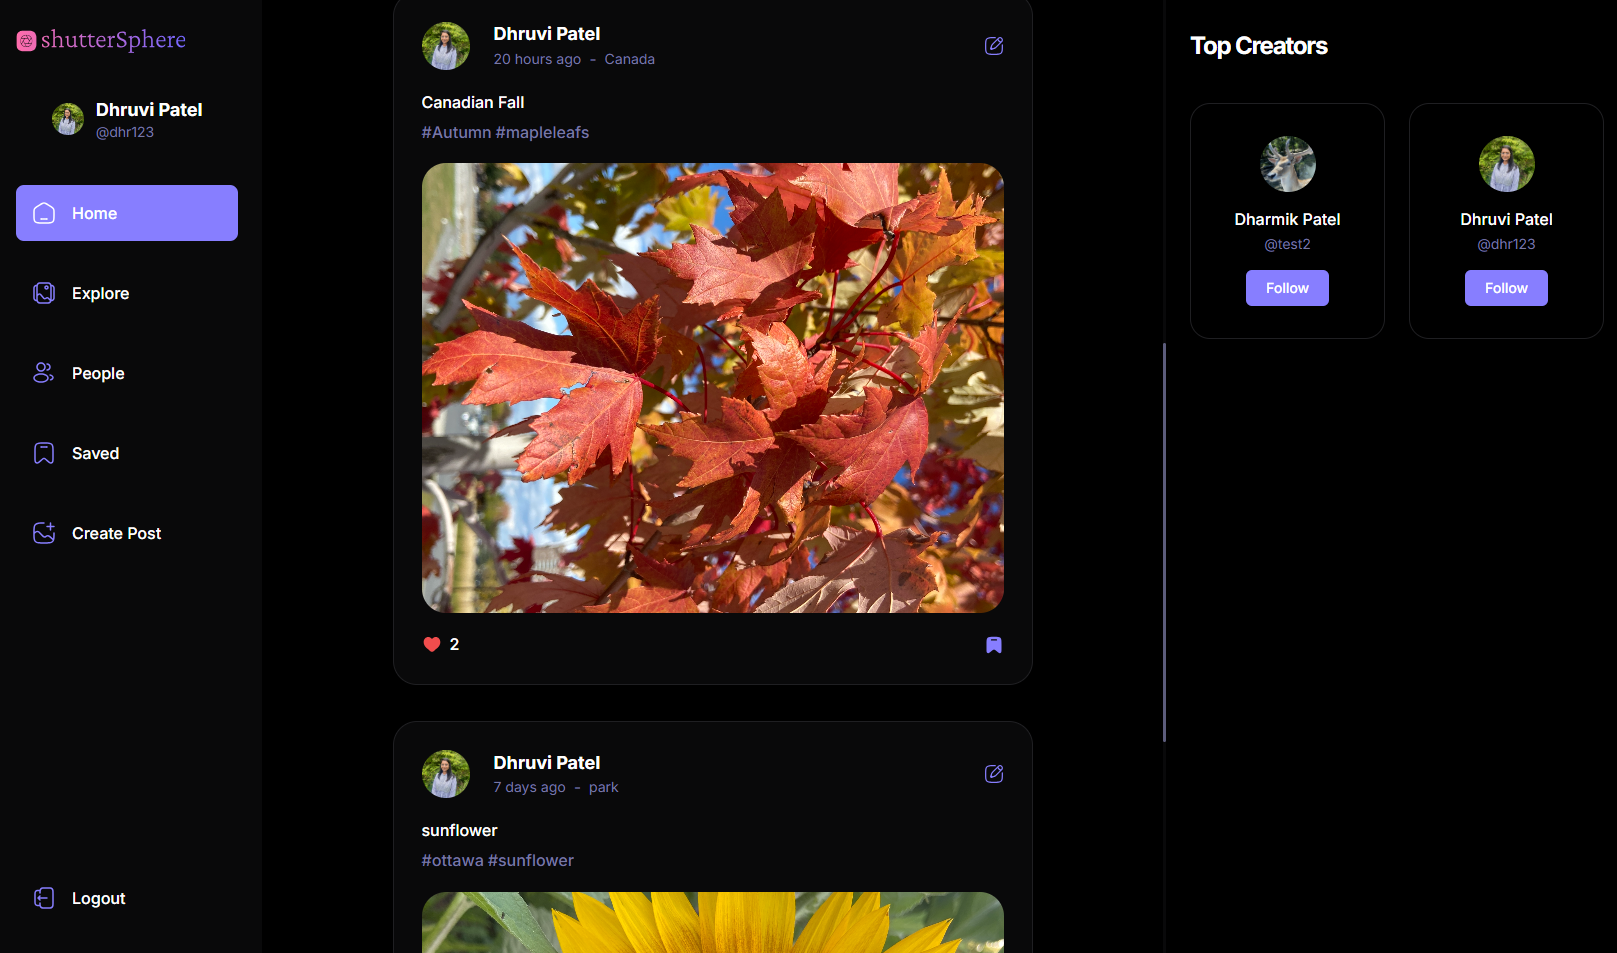 shutterSphere
Dhruvi Patel
@dhr123
Home
Explore
People
Saved
Create Post
Logout
Dhruvi Patel
20 hours ago - Canada
Canadian Fall
#Autumn #mapleleafs
2
Dhruvi Patel
7 days ago - park
sunflower
#ottawa #sunflower
Top Creators
Dharmik Patel
@test2
Follow
Dhruvi Patel
@dhr123
Follow